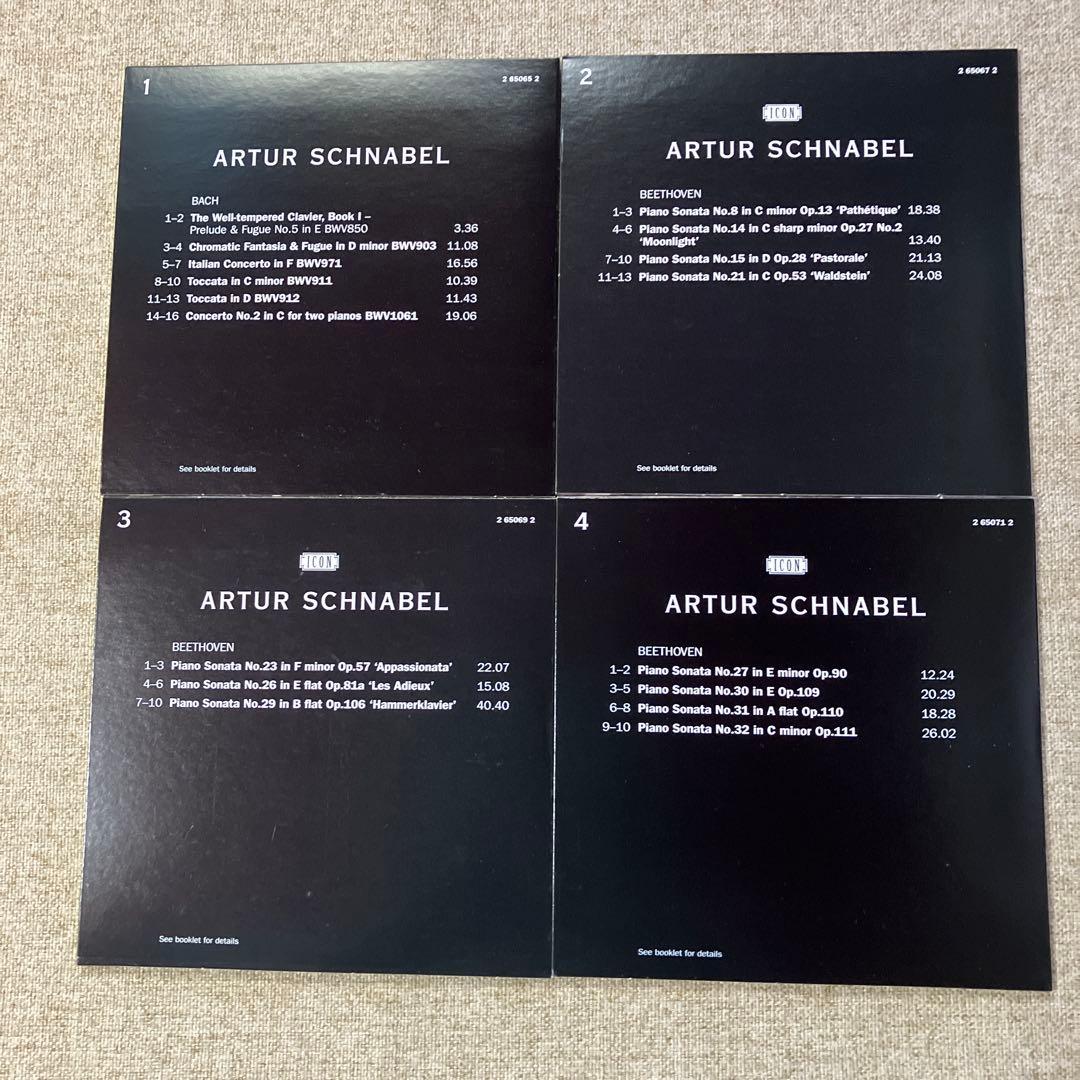 1
2 65065 2
ARTUR SCHNABEL
BACH
1–2 The Well-tempered Clavier, Book I –
Prelude & Fugue No.5 in E BWV850 3.36
3–4 Chromatic Fantasia & Fugue in D minor BWV903 11.08
5–7 Italian Concerto in F BWV971 16.56
8–10 Toccata in C minor BWV911 10.39
11–13 Toccata in D BWV912 11.43
14–16 Concerto No.2 in C for two pianos BWV1061 19.06
See booklet for details
2
2 65067 2
ICON
ARTUR SCHNABEL
BEETHOVEN
1–3 Piano Sonata No.8 in C minor Op.13 ‘Pathétique’ 18.38
4–6 Piano Sonata No.14 in C sharp minor Op.27 No.2
‘Moonlight’ 13.40
7–10 Piano Sonata No.15 in D Op.28 ‘Pastorale’ 21.13
11–13 Piano Sonata No.21 in C Op.53 ‘Waldstein’ 24.08
See booklet for details
3
2 65069 2
ICON
ARTUR SCHNABEL
BEETHOVEN
1–3 Piano Sonata No.23 in F minor Op.57 ‘Appassionata’ 22.07
4–6 Piano Sonata No.26 in E flat Op.81a ‘Les Adieux’ 15.08
7–10 Piano Sonata No.29 in B flat Op.106 ‘Hammerklavier’ 40.40
See booklet for details
4
2 65071 2
ICON
ARTUR SCHNABEL
BEETHOVEN
1–2 Piano Sonata No.27 in E minor Op.90 12.24
3–5 Piano Sonata No.30 in E Op.109 20.29
6–8 Piano Sonata No.31 in A flat Op.110 18.28
9–10 Piano Sonata No.32 in C minor Op.111 26.02
See booklet for details